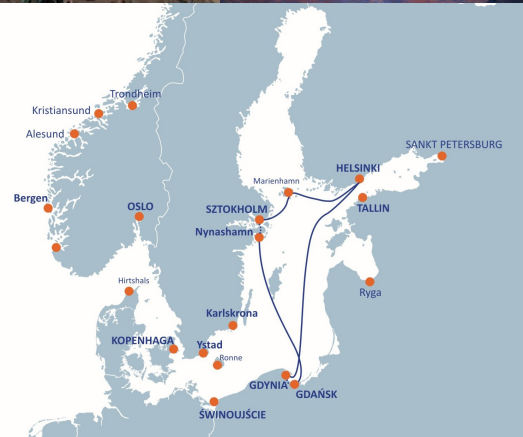 Trondheim
Kristiansund
Alesund
SANKT PETERSBURG
HELSINKI
Marienhamn
Bergen
OSLO
SZTOKHOLM
TALLIN
Nynashamn
Hirtshals
Ryga
Karlskrona
KOPENHAGA
Ystad
Ronne
GDYNIA
GDAŃSK
ŚWINOUJŚCIE